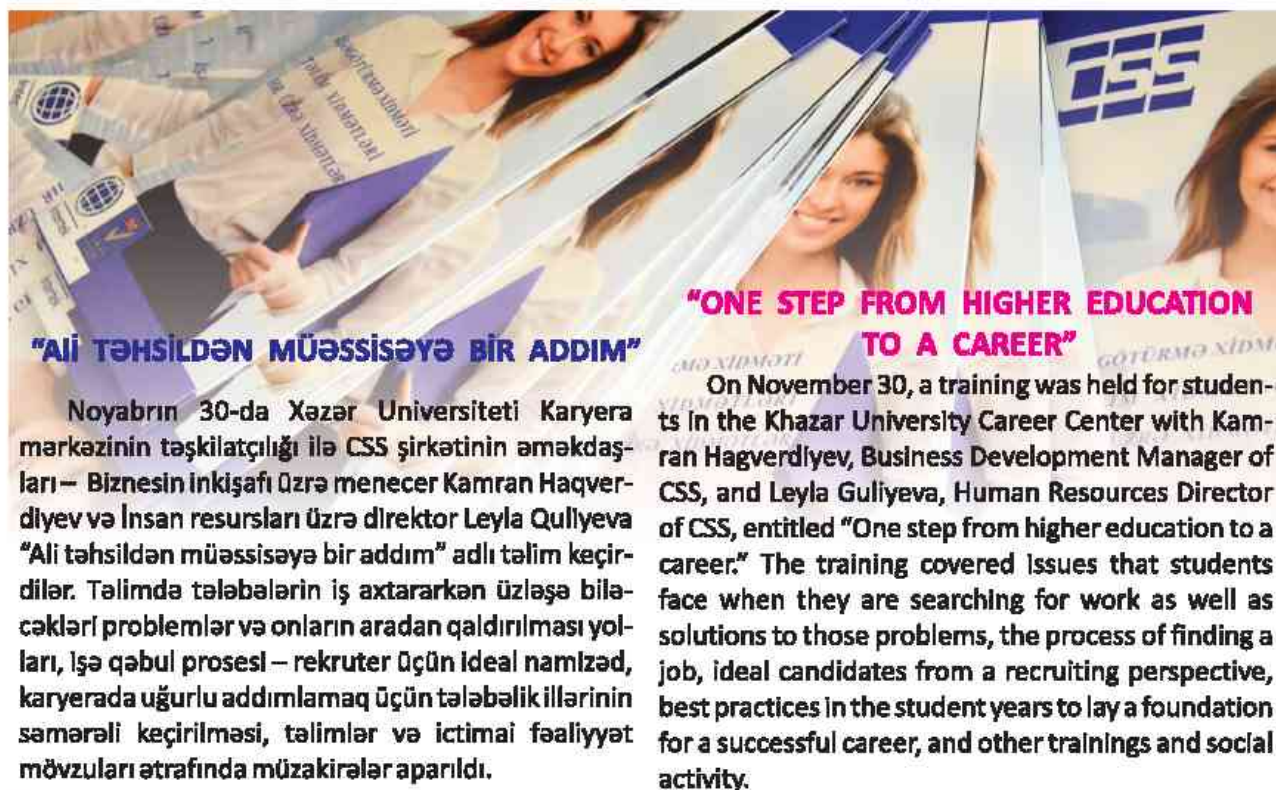 CSS
"Ali TƏHSİLDƏN MÜƏSSİSƏYƏ BİR ADDIM"
Noyabrın 30-da Xəzər Universiteti Karyera
mərkəzinin təşkilatçılığı ilə CSS şirkətinin əməkdaş-
ları – Biznesin inkişafı üzrə menecer Kamran Haqver-
diyev və İnsan resursları üzrə direktor Leyla Quliyeva
"Ali təhsildən müəssisəyə bir addım" adlı təlim keçir-
dilər. Təlimdə tələbələrin iş axtararkən üzləşə bilə-
cəkləri problemlər və onların aradan qaldırılması yol-
ları, işə qəbul prosesi – rekruter üçün ideal namizəd,
karyerada uğurlu addımlamaq üçün tələbəlik illərinin
səmərəli keçirilməsi, təlimlər və ictimai fəaliyyət
mövzuları ətrafında müzakirələr aparıldı.
"ONE STEP FROM HIGHER EDUCATION
TO A CAREER"
GÖTÜRMƏ XİDM
On November 30, a training was held for studen-
ts in the Khazar University Career Center with Kam-
ran Hagverdiyev, Business Development Manager of
CSS, and Leyla Guliyeva, Human Resources Director
of CSS, entitled "One step from higher education to a
career." The training covered issues that students
face when they are searching for work as well as
solutions to those problems, the process of finding a
job, ideal candidates from a recruiting perspective,
best practices in the student years to lay a foundation
for a successful career, and other trainings and social
activity.